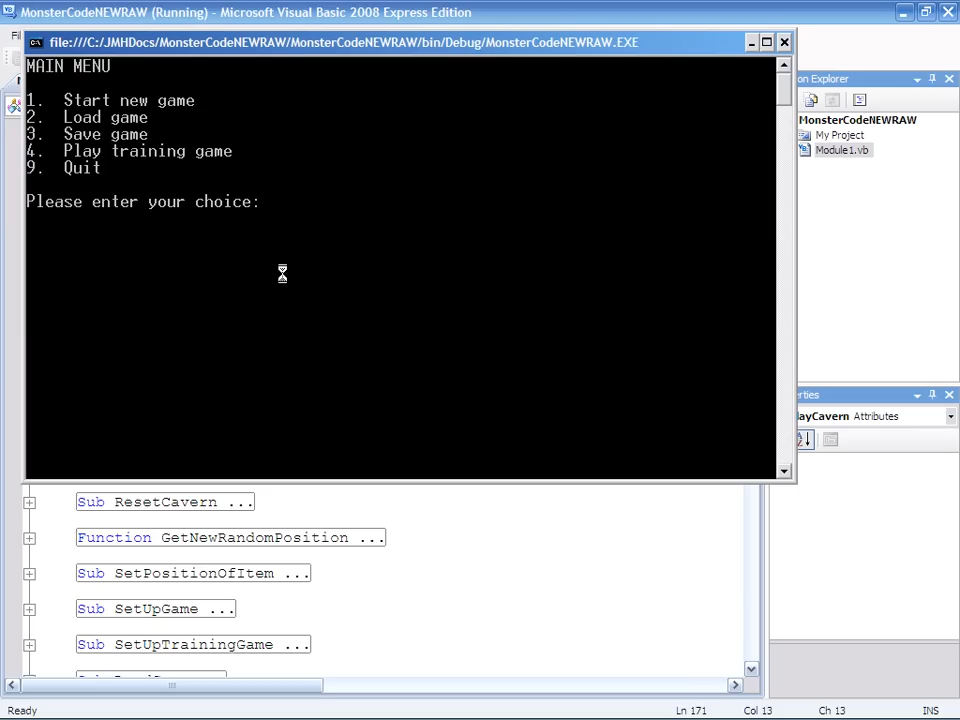 MonsterCodeNEWRAW (Running) - Microsoft Visual Basic 2008 Express Edition
file:///C:/JMHDocs/MonsterCodeNEWRAW/MonsterCodeNEWRAW/bin/Debug/MonsterCodeNEWRAW.EXE
MAIN MENU
1. Start new game
2. Load game
3. Save game
4. Play training game
9. Quit
Please enter your choice:
on Explorer
MonsterCodeNEWRAW
My Project
Module1.vb
erties
layCavern Attributes
Sub ResetCavern ...
Function GetNewRandomPosition ...
Sub SetPositionOfItem ...
Sub SetUpGame ...
Sub SetUpTrainingGame ...
Ready
Ln 171
Col 13
Ch 13
INS